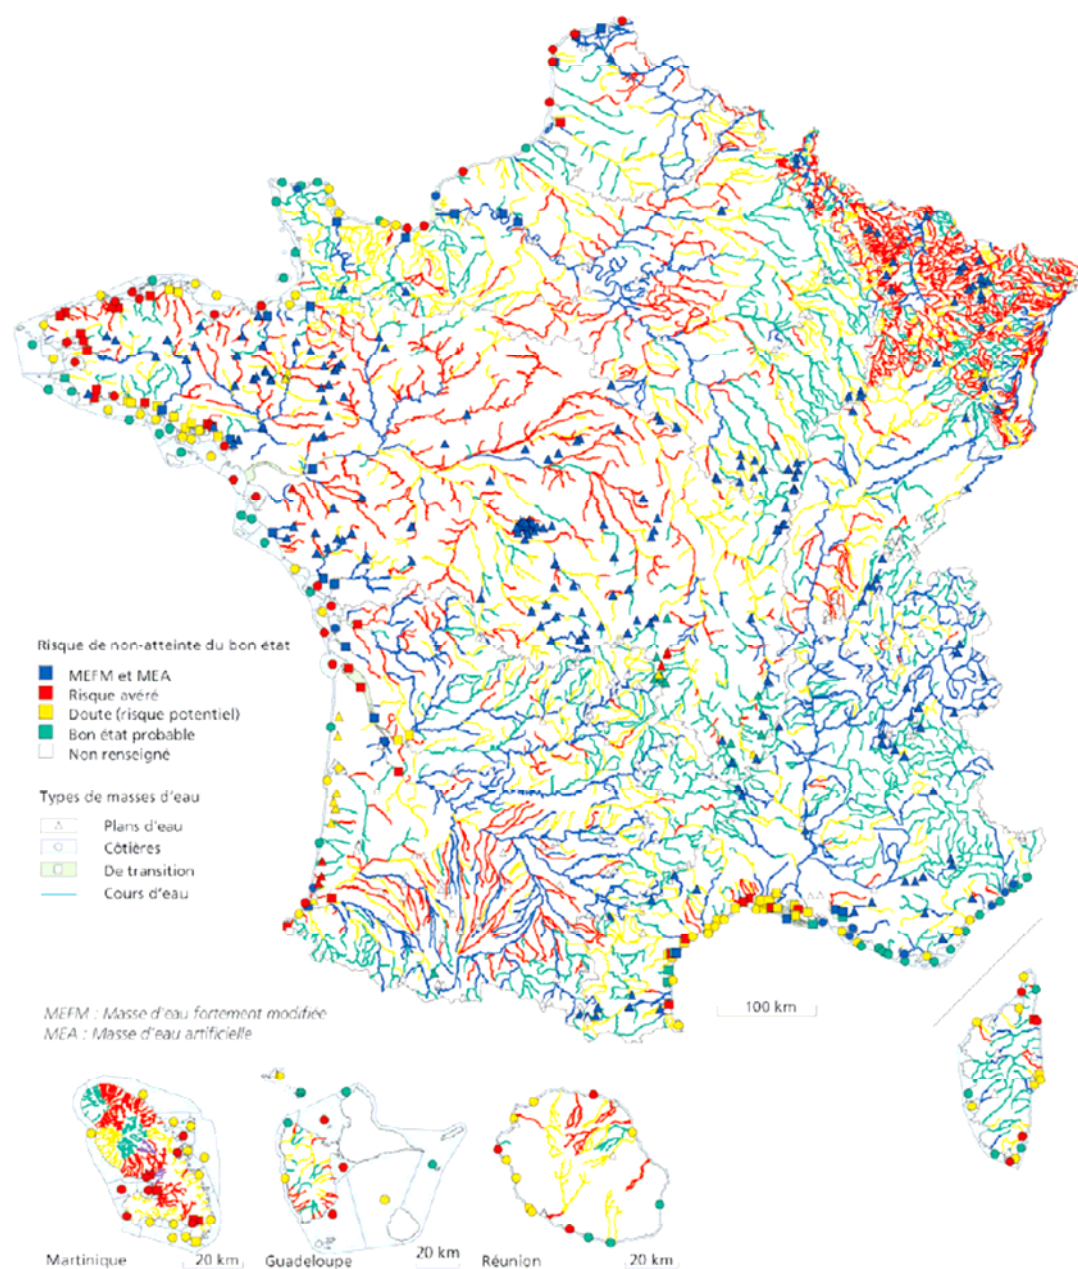 Risque de non-atteinte du bon état
MEFM et MEA
Risque avéré
Doute (risque potentiel)
Bon état probable
Non renseigné
Types de masses d'eau
Plans d'eau
Côtières
De transition
Cours d'eau
100 km
MEFM : Masse d'eau fortement modifiée
MEA : Masse d'eau artificielle
Martinique
20 km
Guadeloupe
20 km
Réunion
20 km